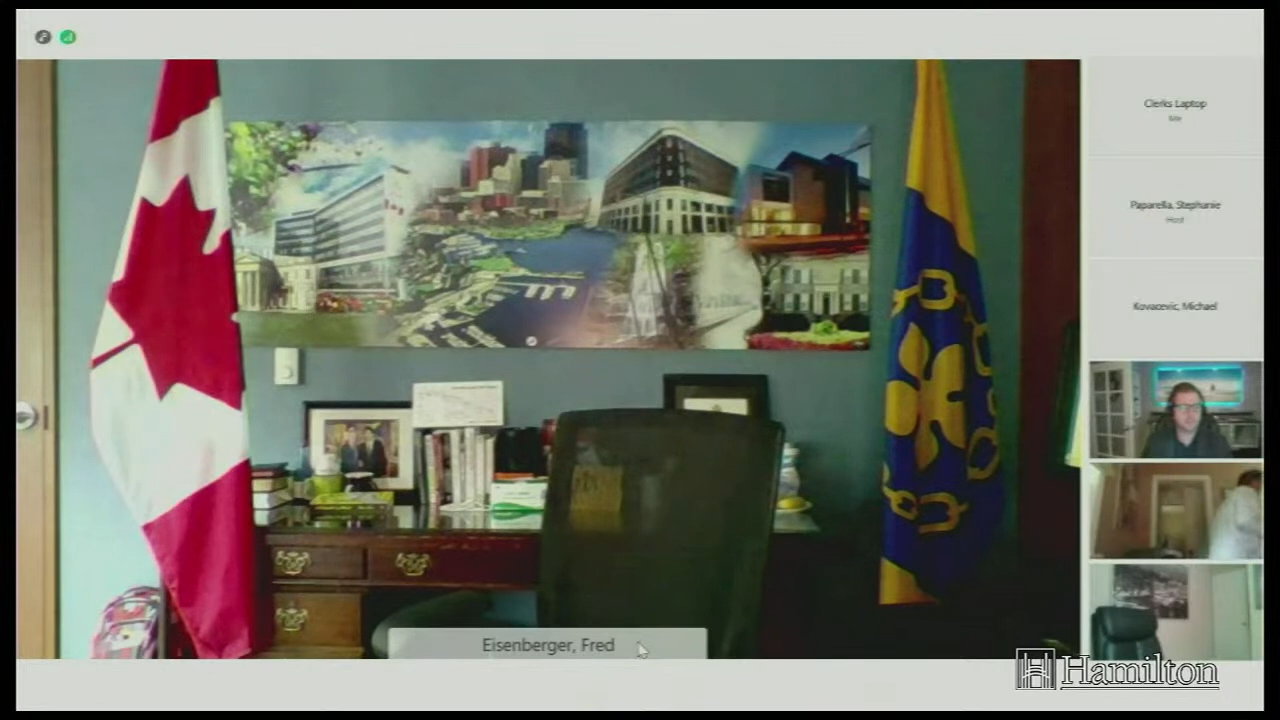 Clerks Laptop
Paparella, Stephanie
Host
Kovacevic, Michael
Eisenberger, Fred
Hamilton